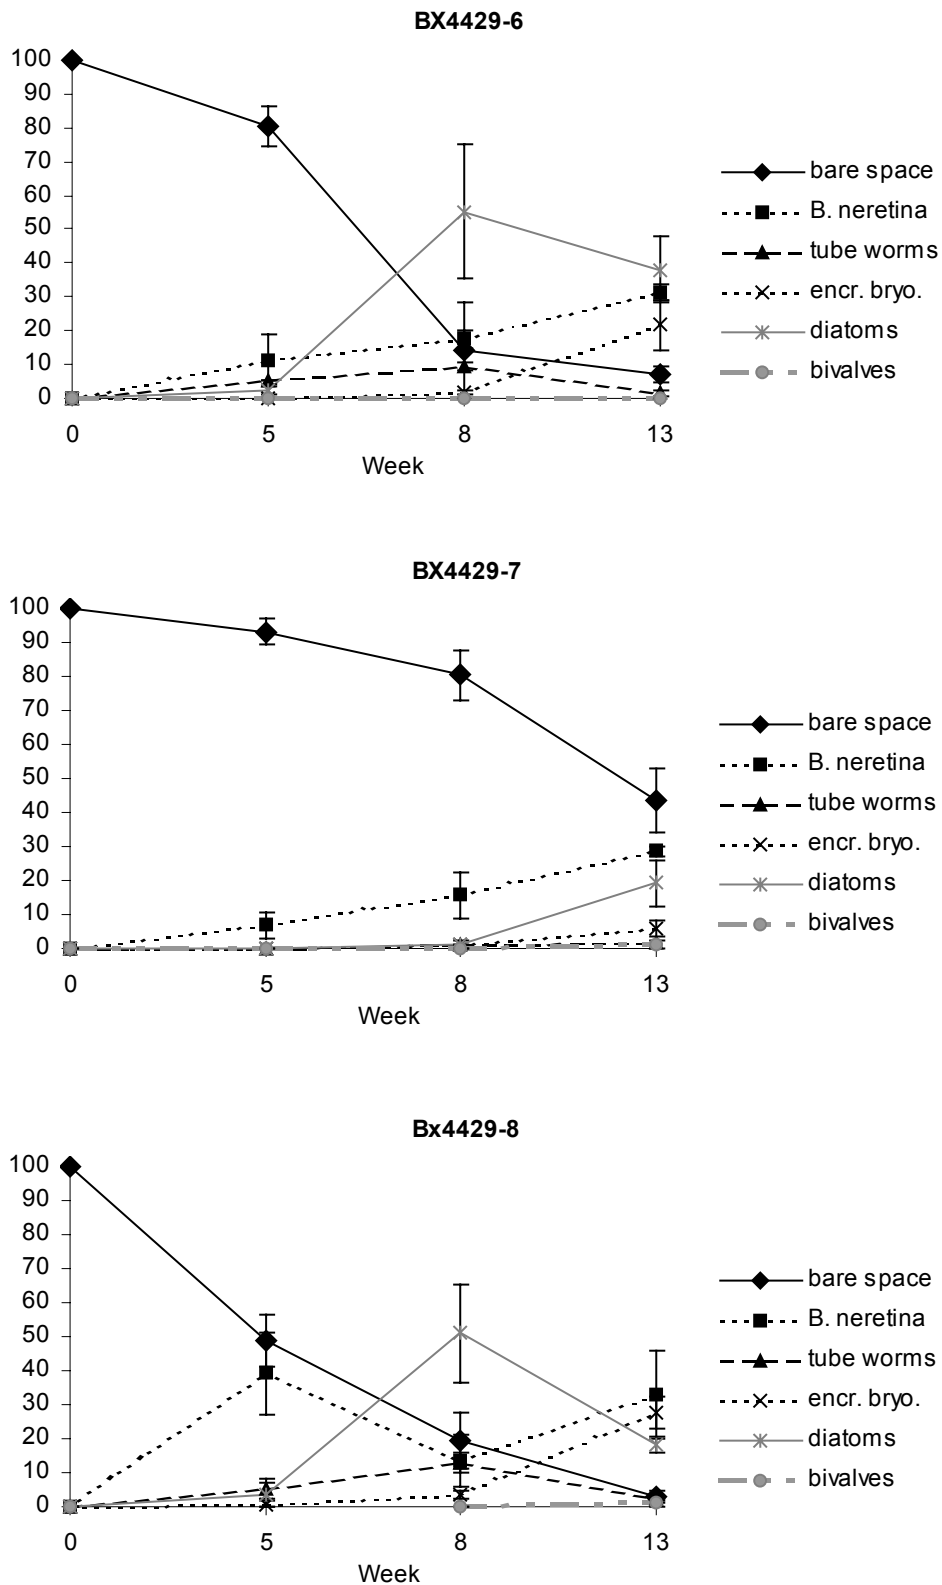 BX4429-6
100
90
80
70
60
50
40
30
20
10
0
0 5 8 13
Week
bare space
B. neretina
tube worms
encr. bryo.
diatoms
bivalves
BX4429-7
100
90
80
70
60
50
40
30
20
10
0
0 5 8 13
Week
bare space
B. neretina
tube worms
encr. bryo.
diatoms
bivalves
Bx4429-8
100
90
80
70
60
50
40
30
20
10
0
0 5 8 13
Week
bare space
B. neretina
tube worms
encr. bryo.
diatoms
bivalves